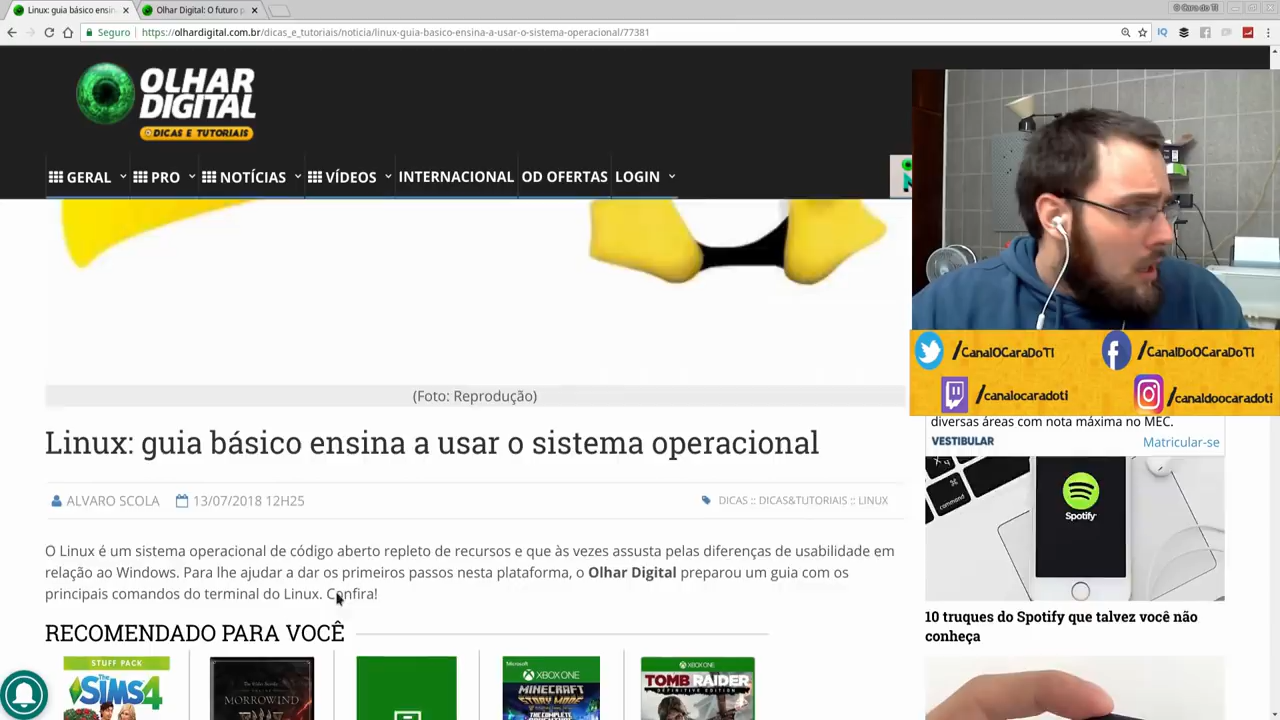 Linux: guia básico ensin
Olhar Digital: O futuro p
O Cara do TI
Seguro
https://olhardigital.com.br/dicas_e_tutoriais/noticia/linux-guia-basico-ensina-a-usar-o-sistema-operacional/77381
OLHAR
DIGITAL
DICAS E TUTORIAIS
GERAL PRO NOTÍCIAS VÍDEOS INTERNACIONAL OD OFERTAS LOGIN
/CanalOCaraDoTI
/CanalDoOCaraDoTI
/canalocaradoti
/canaldoocaradoti
(Foto: Reprodução)
diversas áreas com nota máxima no MEC.
VESTIBULAR Matricular-se
Linux: guia básico ensina a usar o sistema operacional
ALVARO SCOLA 13/07/2018 12H25 DICAS :: DICAS&TUTORIAIS :: LINUX
O Linux é um sistema operacional de código aberto repleto de recursos e que às vezes assusta pelas diferenças de usabilidade em
relação ao Windows. Para lhe ajudar a dar os primeiros passos nesta plataforma, o Olhar Digital preparou um guia com os
principais comandos do terminal do Linux. Confira!
command
Spotify
10 truques do Spotify que talvez você não
conheça
RECOMENDADO PARA VOCÊ
STUFF PACK
The SIMS 4
MORROWIND
Microsoft
XBOX ONE
MINECRAFT
STORY MODE
THE COMPLETE
XBOX ONE
TOMB RAIDER
DEFINITIVE EDITION